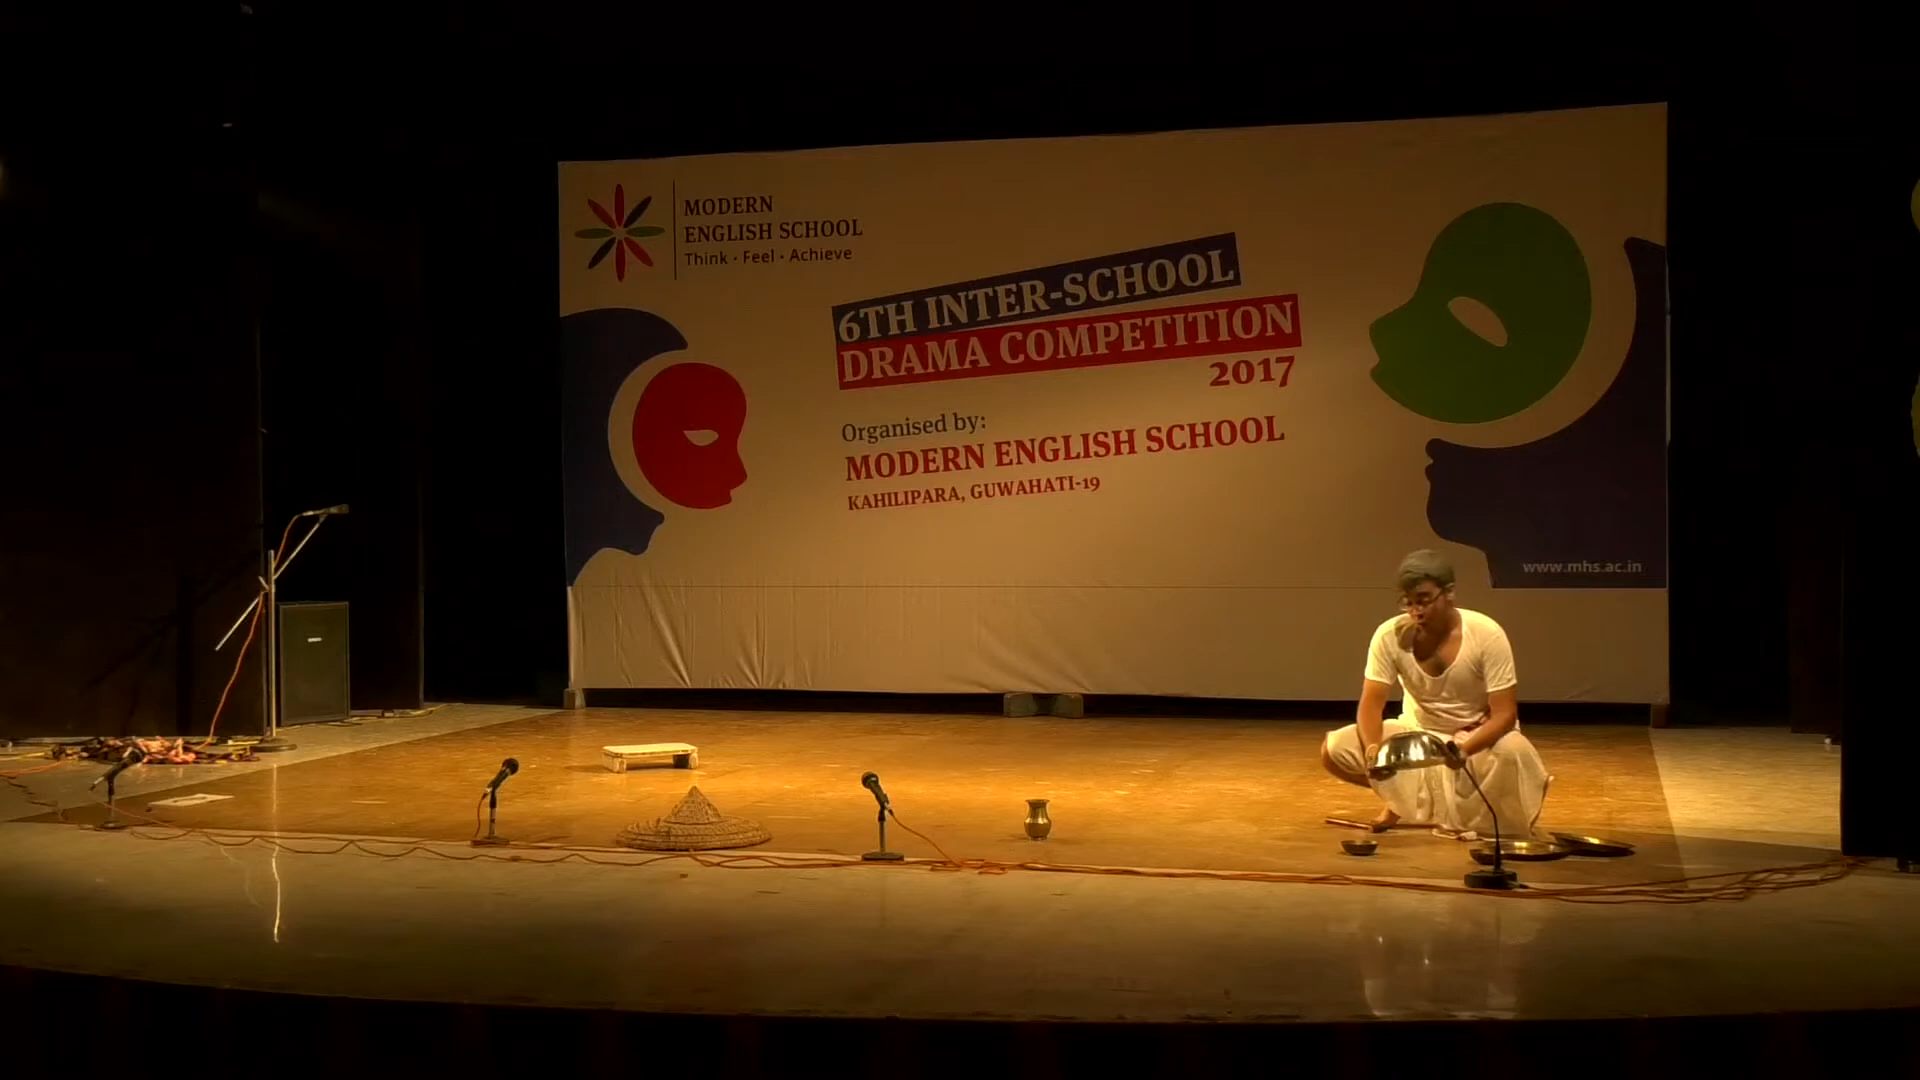 MODERN
ENGLISH SCHOOL
Think · Feel · Achieve
6TH INTER-SCHOOL
DRAMA COMPETITION
2017
Organised by:
MODERN ENGLISH SCHOOL
KAHILIPARA, GUWAHATI-19
www.mhs.ac.in